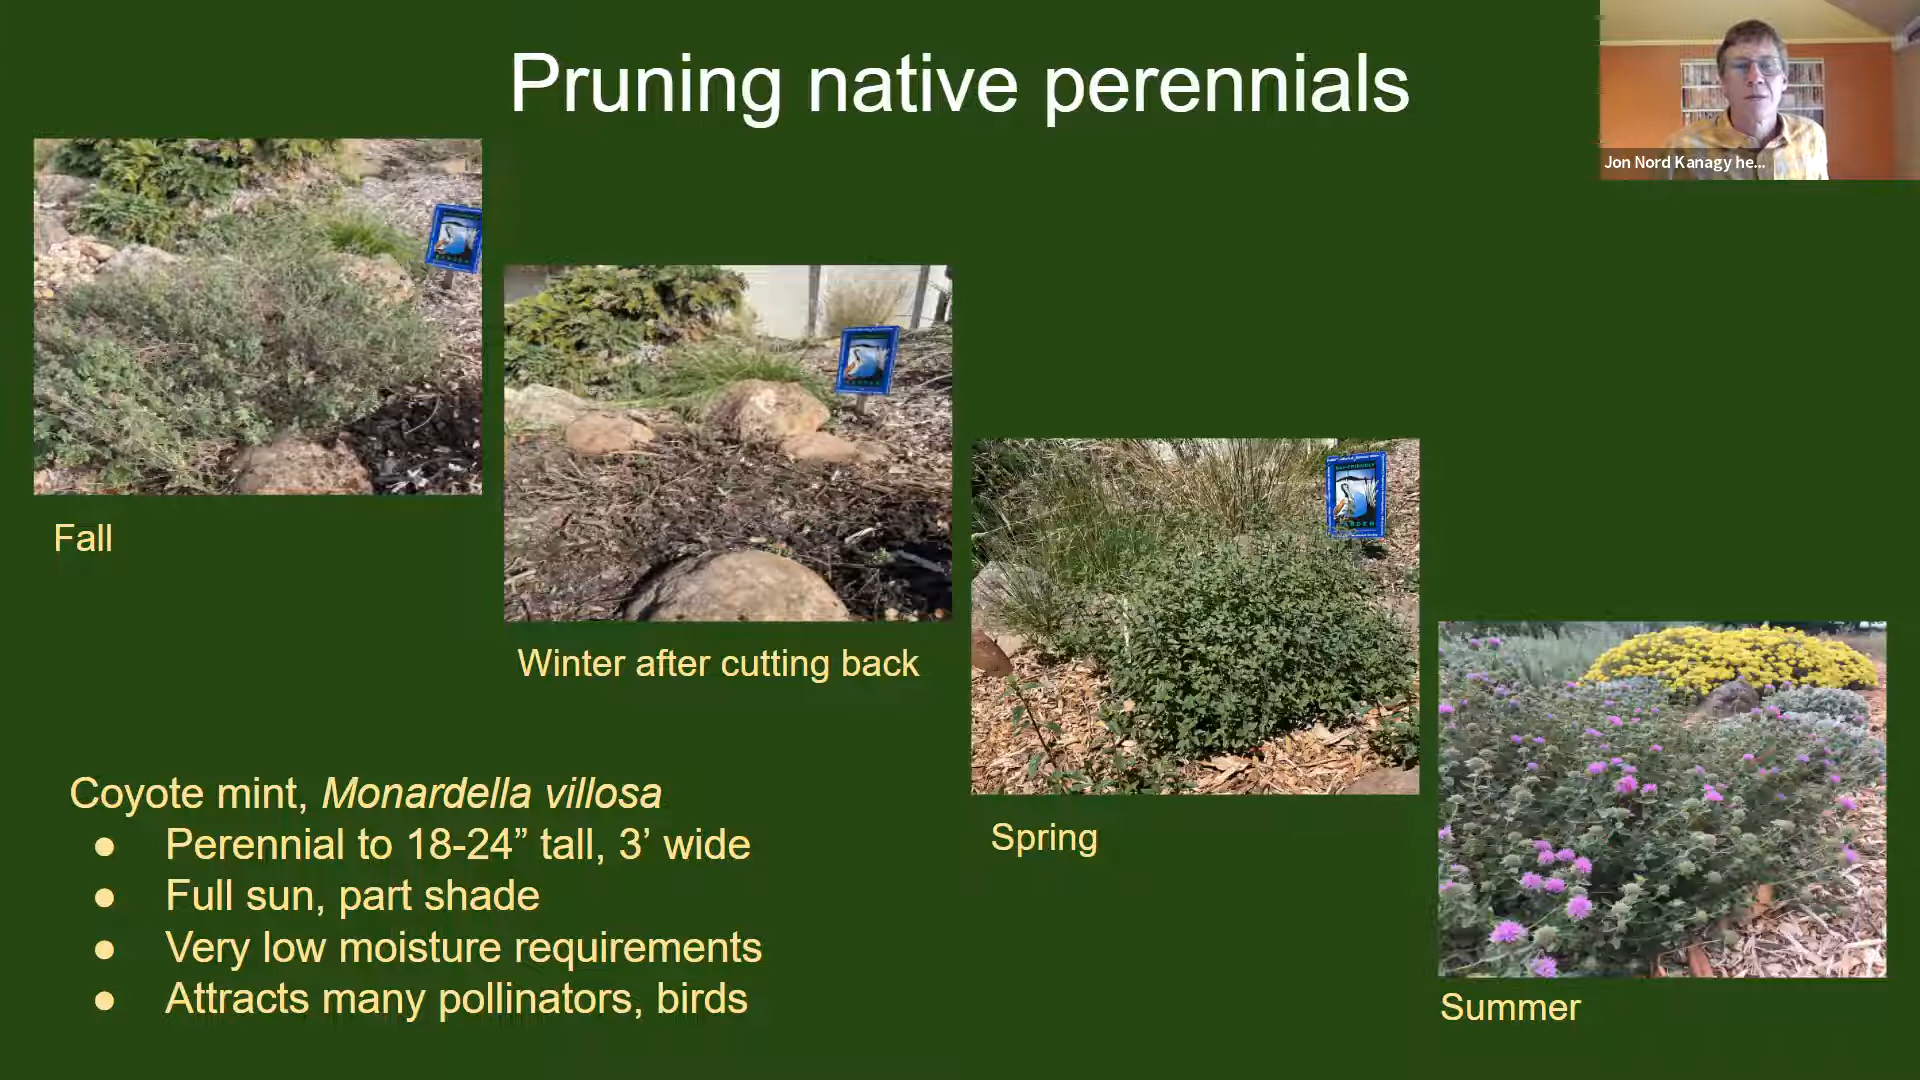 Pruning native perennials
Jon Nord Kanagy he...
Fall
Winter after cutting back
Spring
Summer
Coyote mint, Monardella villosa
● Perennial to 18-24” tall, 3’ wide
● Full sun, part shade
● Very low moisture requirements
● Attracts many pollinators, birds